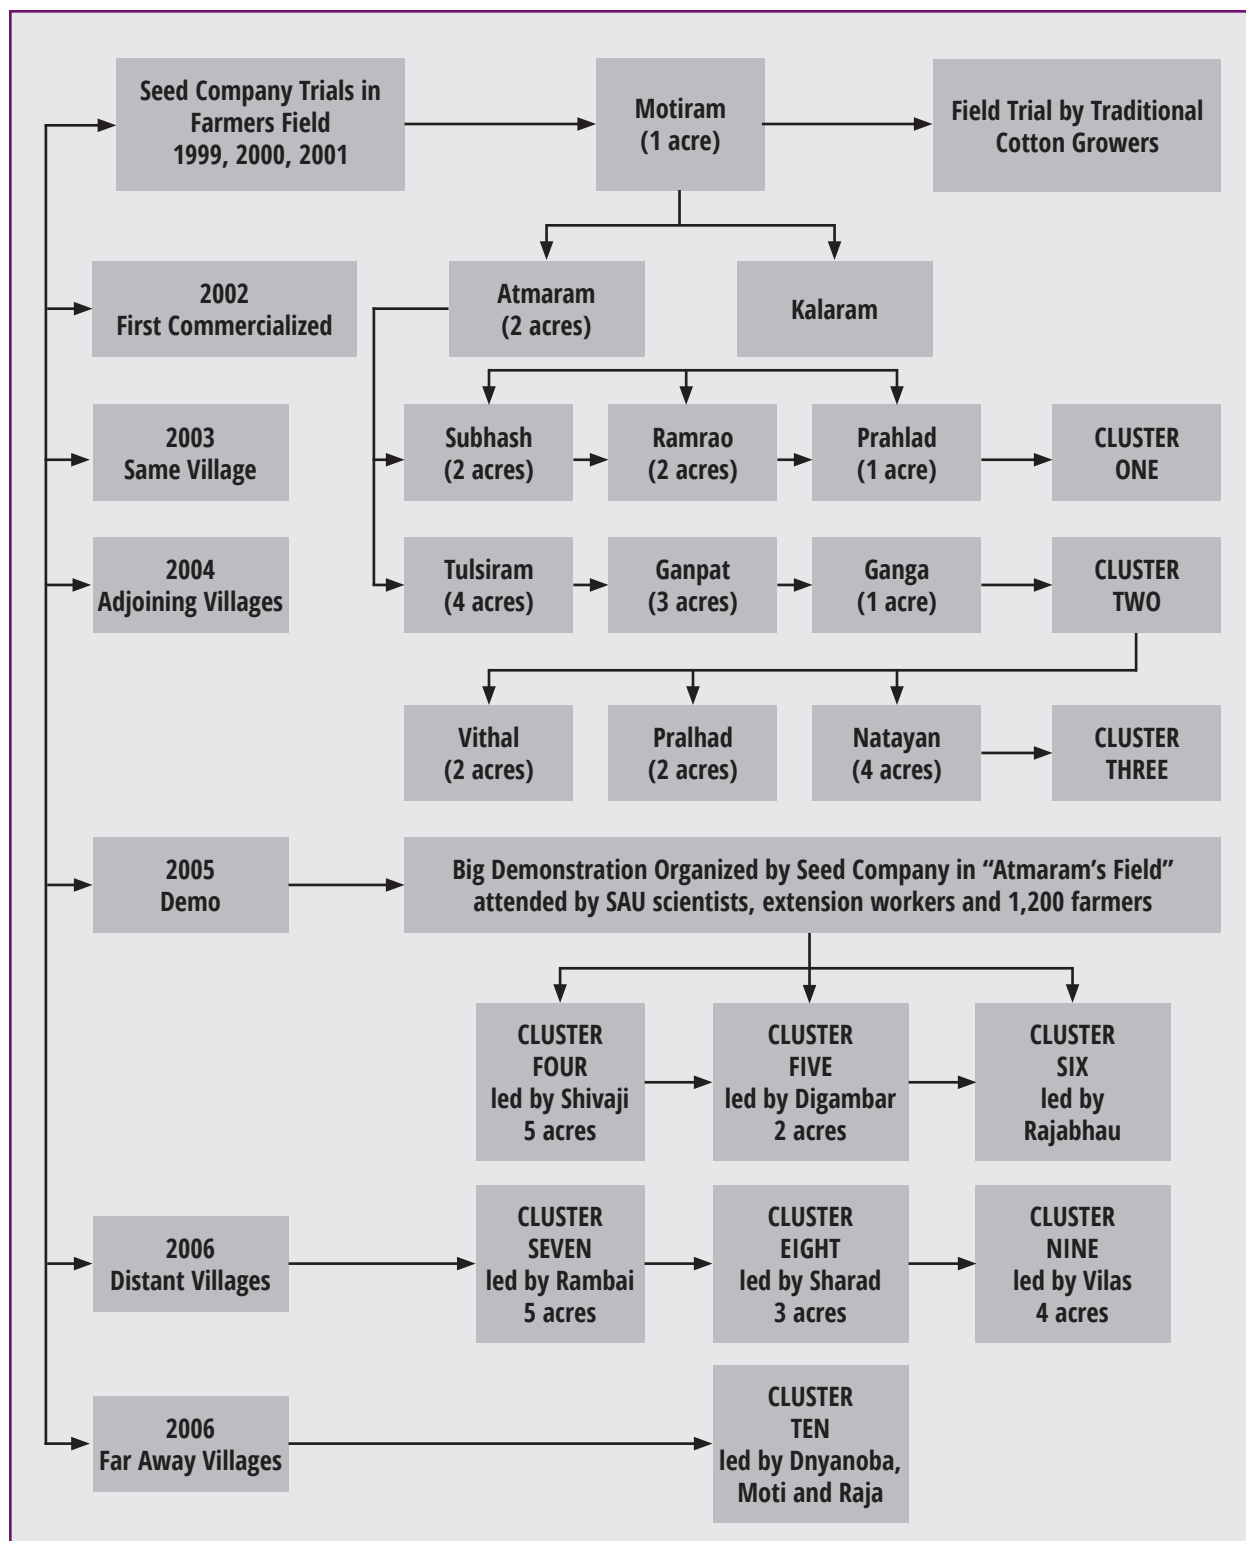 Seed Company Trials in
Farmers Field
1999, 2000, 2001
Motiram
(1 acre)
Field Trial by Traditional
Cotton Growers
2002
First Commercialized
Atmaram
(2 acres)
Kalaram
2003
Same Village
Subhash
(2 acres)
Ramrao
(2 acres)
Prahlad
(1 acre)
CLUSTER
ONE
2004
Adjoining Villages
Tulsiram
(4 acres)
Ganpat
(3 acres)
Ganga
(1 acre)
CLUSTER
TWO
Vithal
(2 acres)
Pralhad
(2 acres)
Natayan
(4 acres)
CLUSTER
THREE
2005
Demo
Big Demonstration Organized by Seed Company in “Atmaram’s Field”
attended by SAU scientists, extension workers and 1,200 farmers
CLUSTER
FOUR
led by Shivaji
5 acres
CLUSTER
FIVE
led by Digambar
2 acres
CLUSTER
SIX
led by
Rajabhau
2006
Distant Villages
CLUSTER
SEVEN
led by Rambai
5 acres
CLUSTER
EIGHT
led by Sharad
3 acres
CLUSTER
NINE
led by Vilas
4 acres
2006
Far Away Villages
CLUSTER
TEN
led by Dnyanoba,
Moti and Raja